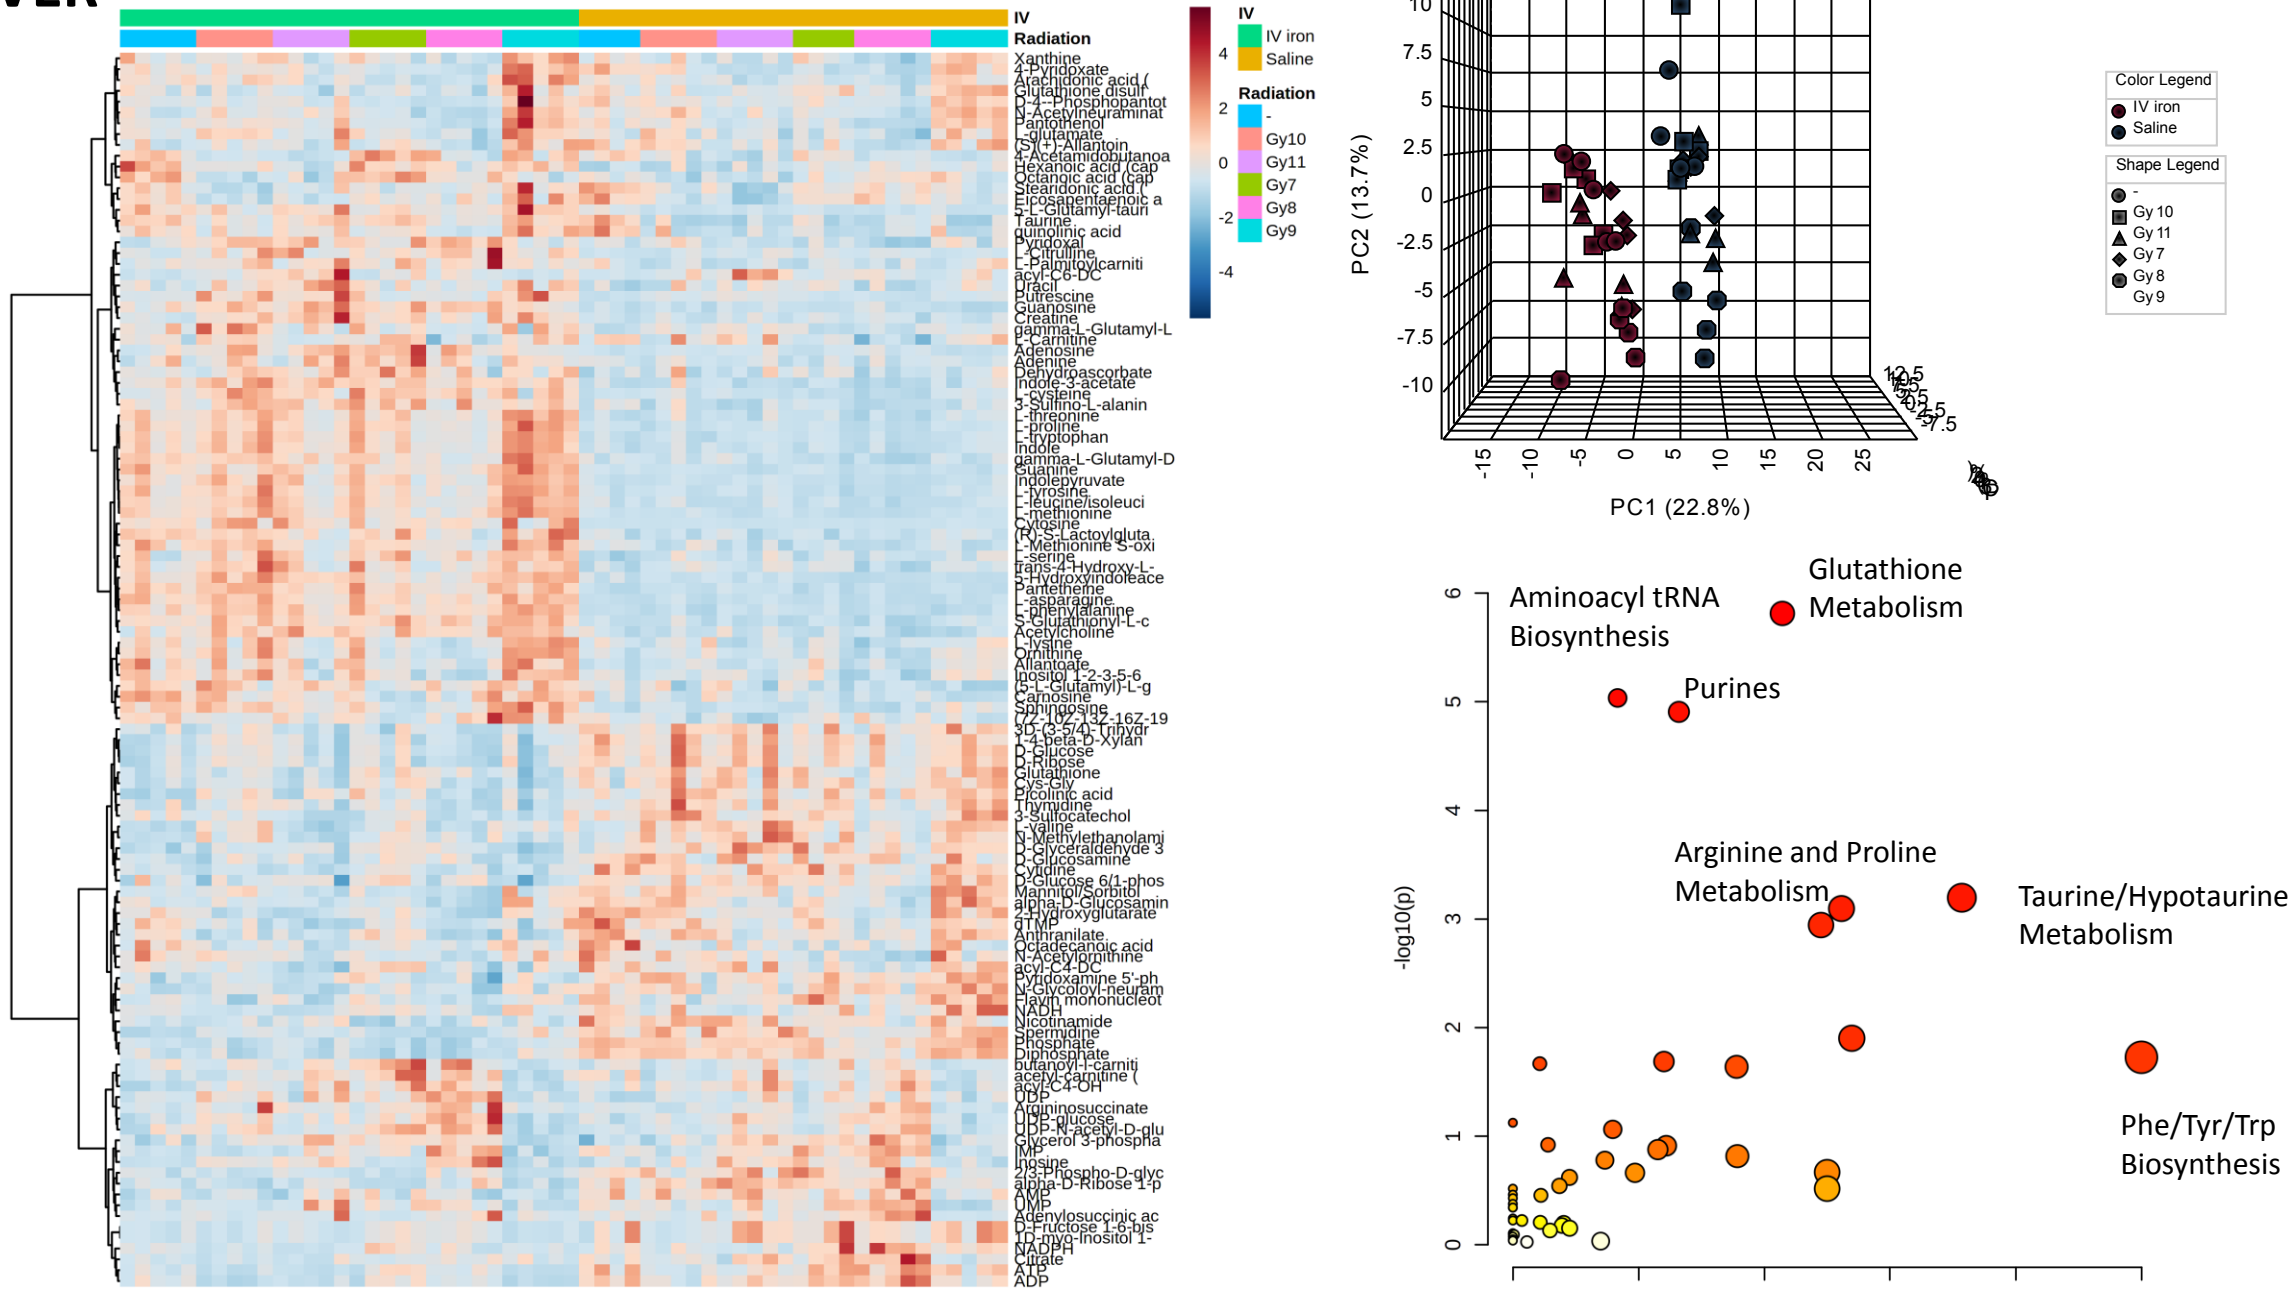 IV
Radiation
Xanthine
4-Pyridoxate
Arachidonic acid (
Glutathione disulf
D-4--Phosphopantot
N-Acetylneuraminat
Pantothenol
L-glutamate
(S)(+)-Allantoin
4-Acetamidobutanoa
Hexanoic acid (cap
Octanoic acid (cap
Stearidonic acid (
Eicosapentaenoic a
5-L-Glutamyl-tauri
Taurine
quinolinic acid
Pyridoxal
L-Citrulline
L-Palmitoylcarniti
acyl-C6-DC
Uracil
Putrescine
Guanosine
Creatine
gamma-L-Glutamyl-L
L-Carnitine
Adenosine
Adenine
Dehydroascorbate
Indole-3-acetate
L-cysteine
3-Sulfino-L-alanin
L-threonine
L-proline
L-tryptophan
Indole
gamma-L-Glutamyl-D
Guanine
Indolepyruvate
L-tyrosine
L-leucine/isoleuci
L-methionine
Cytosine
(R)-S-Lactoylgluta
L-Methionine S-oxi
L-serine
trans-4-Hydroxy-L-
5-Hydroxyindoleace
Pantetheine
L-asparagine
L-phenylalanine
S-Glutathionyl-L-c
Acetylcholine
L-lysine
Ornithine
Allantoate
Inositol 1-2-3-5-6
(5-L-Glutamyl)-L-g
Carnosine
Sphingosine
(7Z-10Z-13Z-16Z-19
3D-(3-5/4)-Trihydr
1-4-beta-D-Xylan
D-Glucose
D-Ribose
Glutathione
Cys-Gly
Picolinic acid
Thymidine
3-Sulfocatechol
L-valine
N-Methylethanolami
D-Glyceraldehyde 3
D-Glucosamine
Cytidine
D-Glucose 6/1-phos
Mannitol/Sorbitol
alpha-D-Glucosamin
2-Hydroxyglutarate
dTMP
Anthranilate
Octadecanoic acid
N-Acetylornithine
acyl-C4-DC
Pyridoxamine 5'-ph
N-Glycoloyl-neuram
Flavin mononucleot
NADH
Nicotinamide
Spermidine
Phosphate
Diphosphate
butanoyl-l-carniti
acetyl-carnitine (
acyl-C4-OH
UDP
Argininosuccinate
UDP-glucose
UDP-N-acetyl-D-glu
Glycerol 3-phospha
IMP
Inosine
2/3-Phospho-D-glyc
alpha-D-Ribose 1-p
AMP
UMP
Adenylosuccinic ac
D-Fructose 1-6-bis
1D-myo-Inositol 1-
NADPH
Citrate
ATP
ADP
4
2
0
-2
-4
IV
IV iron
Saline
Radiation
-
Gy10
Gy11
Gy7
Gy8
Gy9
10
7.5
5
2.5
0
-2.5
-5
-7.5
-10
PC2 (13.7%)
-15
-10
-5
0
5
10
15
20
25
PC1 (22.8%)
12.5
-7.5
Color Legend
IV iron
Saline
Shape Legend
-
Gy 10
Gy 11
Gy 7
Gy 8
Gy 9
Glutathione
Metabolism
Aminoacyl tRNA
Biosynthesis
Purines
Arginine and Proline
Metabolism
Taurine/Hypotaurine
Metabolism
Phe/Tyr/Trp
Biosynthesis
6
5
4
3
2
1
0
-log10(p)